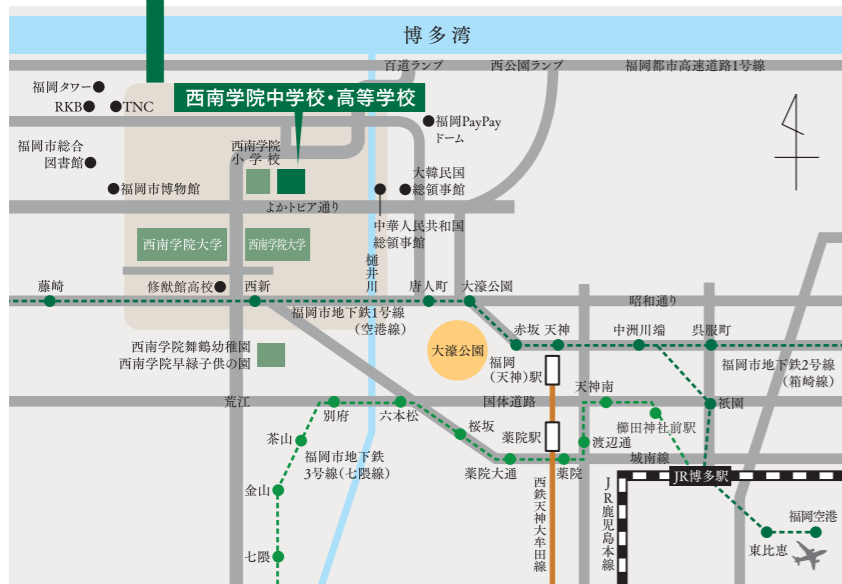 博多湾
百道ランプ
西公園ランプ
福岡都市高速道路1号線
福岡タワー
RKB
TNC
西南学院中学校・高等学校
福岡PayPay
ドーム
福岡市総合
図書館
西南学院
小学校
大韓民国
総領事館
福岡市博物館
よかトピア通り
中華人民共和国
総領事館
西南学院大学
西南学院大学
樋井川
藤崎
修猷館高校
西新
唐人町
大濠公園
昭和通り
福岡市地下鉄1号線
(空港線)
赤坂
天神
中洲川端
呉服町
大濠公園
西南学院舞鶴幼稚園
西南学院早緑子供の園
福岡
(天神)駅
福岡市地下鉄2号線
(箱崎線)
天神南
荒江
別府
六本松
国体道路
祇園
櫛田神社前駅
桜坂
薬院駅
渡辺通
茶山
福岡市地下鉄
3号線(七隈線)
薬院大通
薬院
城南線
JR博多駅
金山
西鉄天神大牟田線
JR鹿児島本線
福岡空港
東比恵
七隈